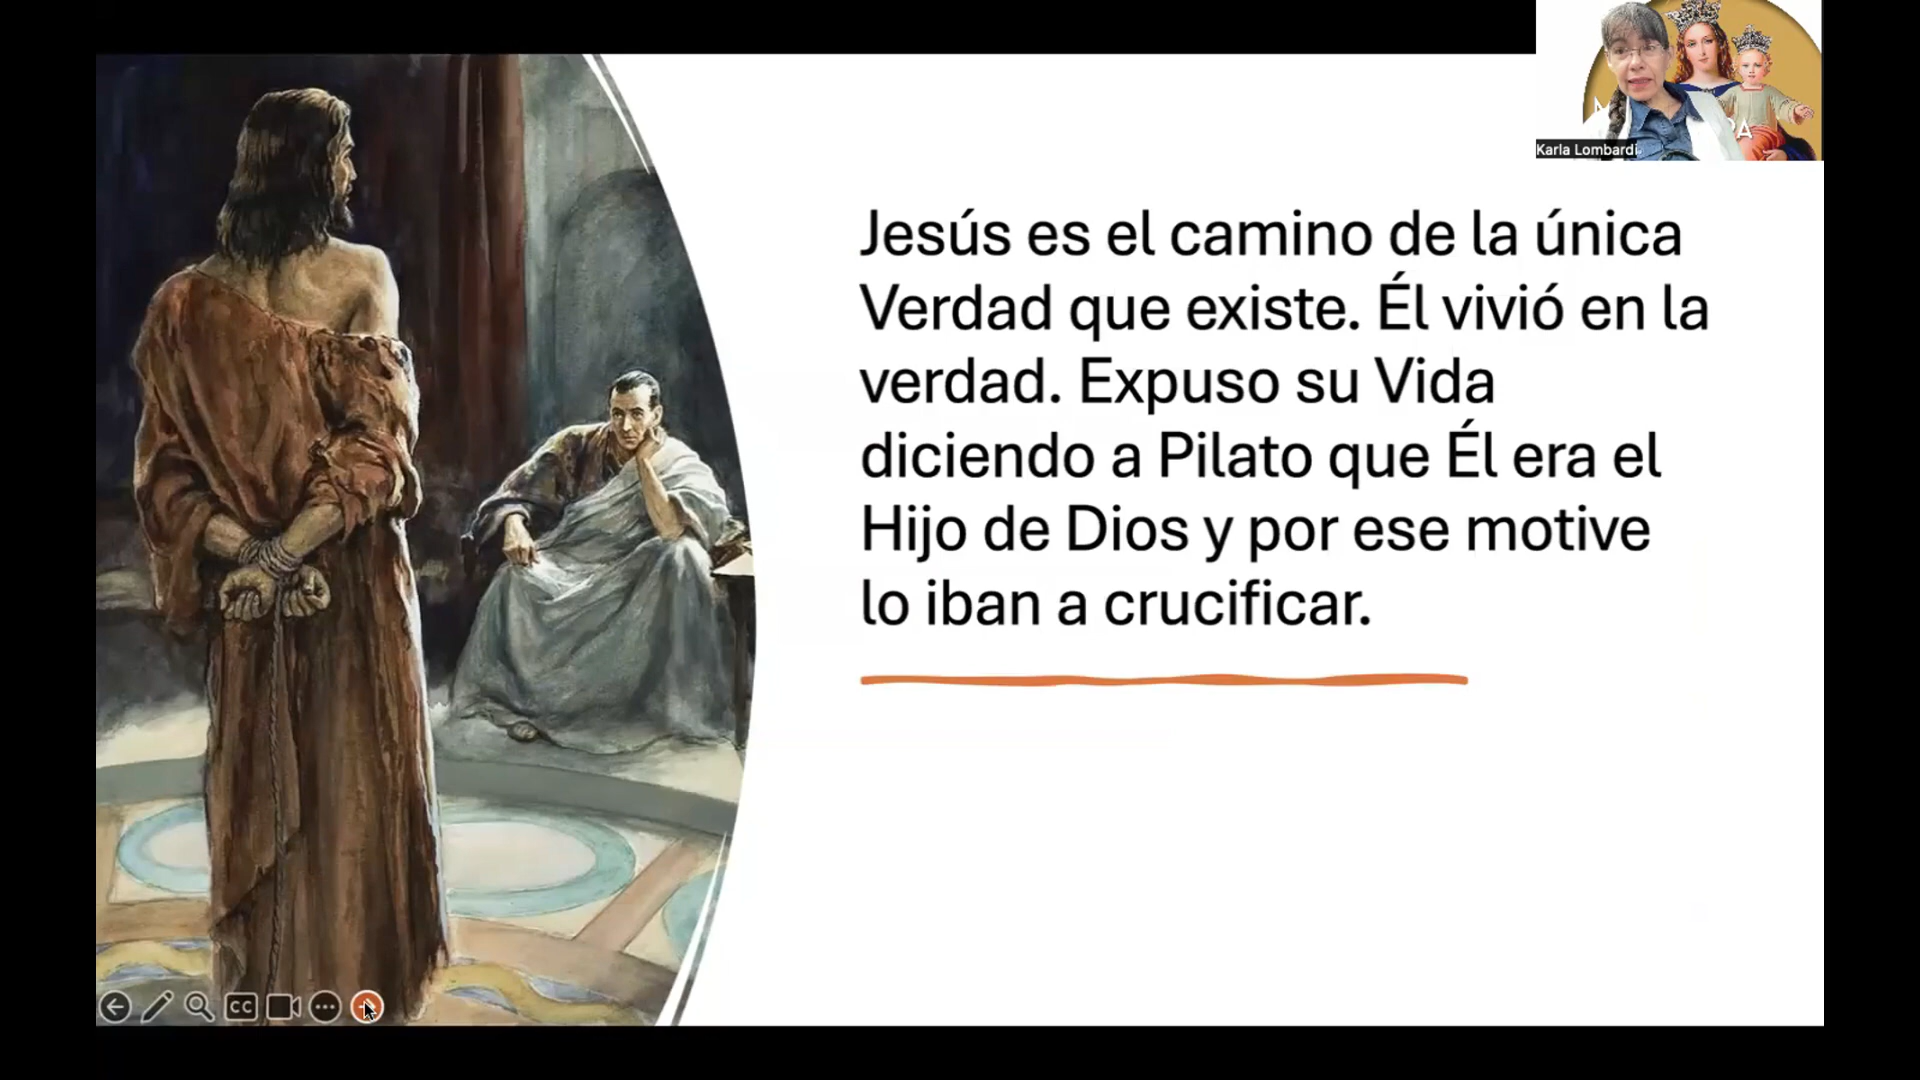 Karla Lombardi
Jesús es el camino de la única
Verdad que existe. Él vivió en la
verdad. Expuso su Vida
diciendo a Pilato que Él era el
Hijo de Dios y por ese motive
lo iban a crucificar.
CC